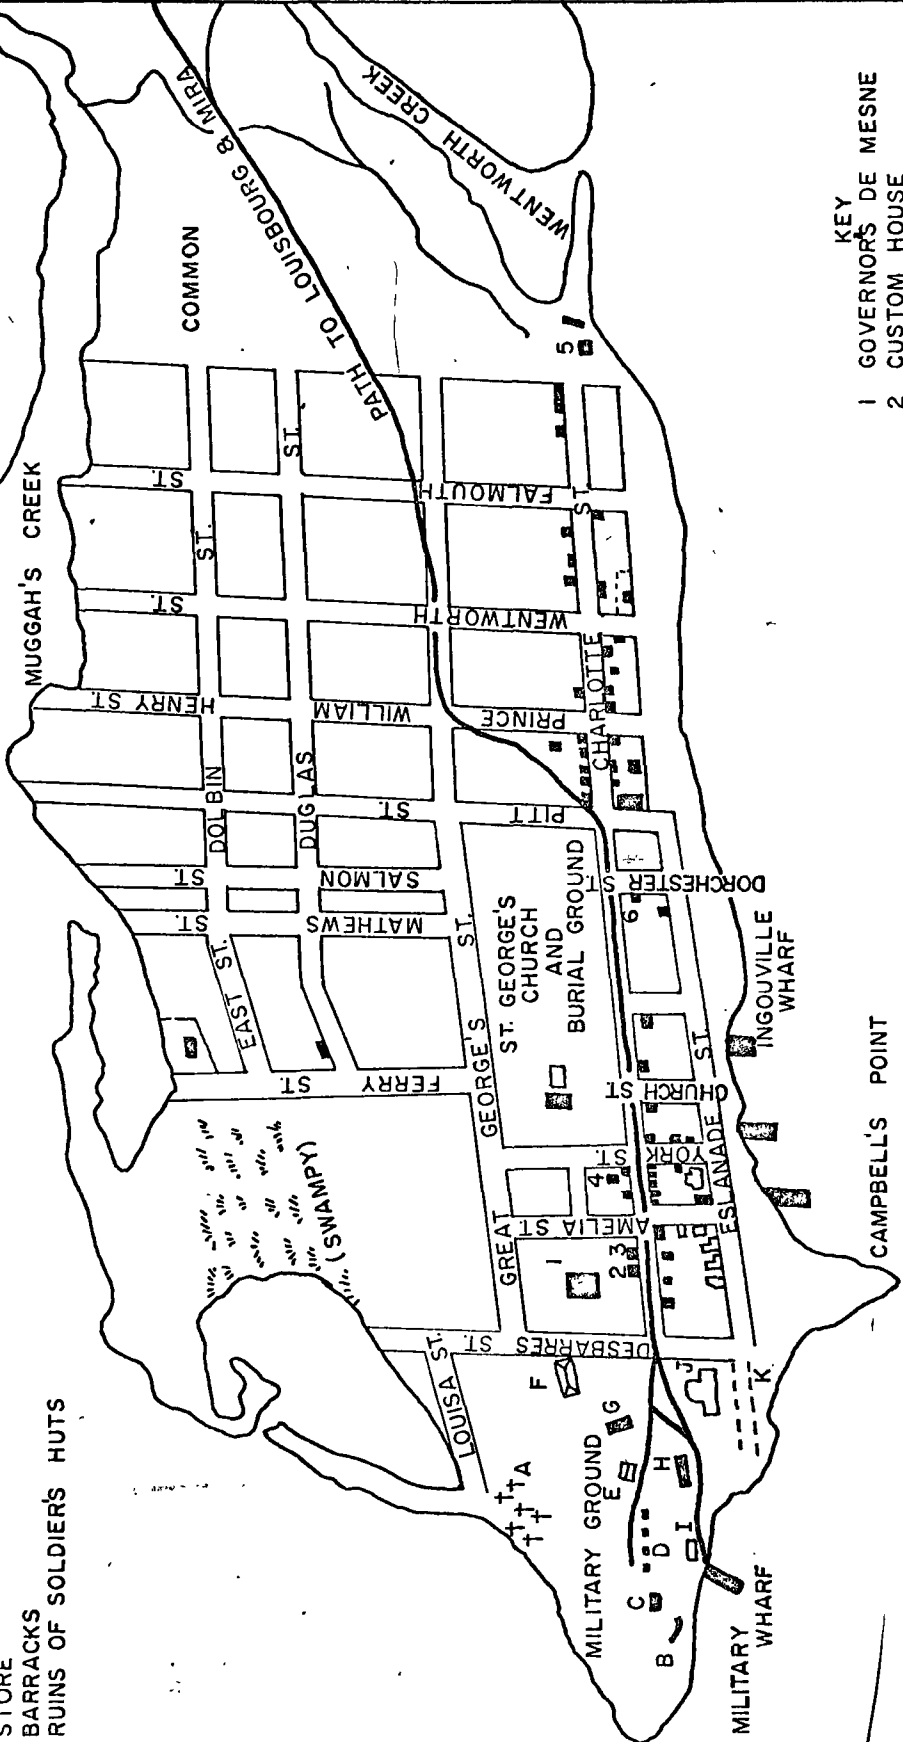 STORE
BARRACKS
RUINS OF SOLDIER'S HUTS
MUGGAH'S CREEK
COMMON
PATH TO LOUISBOURG & MIRA
WENTWORTH CREEK
(SWAMPY)
LOUISA ST.
GREAT GEORGE'S ST.
EAST ST.
DOLBIN ST.
DUGLAS ST.
CHARLOTTE ST.
ESLANADE ST.
DESBARRES ST.
AMELIA ST.
YORK ST.
CHURCH ST.
FERRY ST.
MATHEWS ST.
SALMON ST.
DORCHESTER ST.
PITT ST.
PRINCE WILLIAM HENRY ST.
WENTWORTH ST.
FALMOUTH ST.
ST. GEORGE'S
CHURCH
AND
BURIAL GROUND
MILITARY GROUND
A
B
C
D
E
F
G
H
I
J
K
1
2
3
4
5
6
MILITARY
WHARF
CAMPBELL'S POINT
INGOUVILLE
WHARF
KEY
1 GOVERNOR'S DE MESNE
2 CUSTOM HOUSE